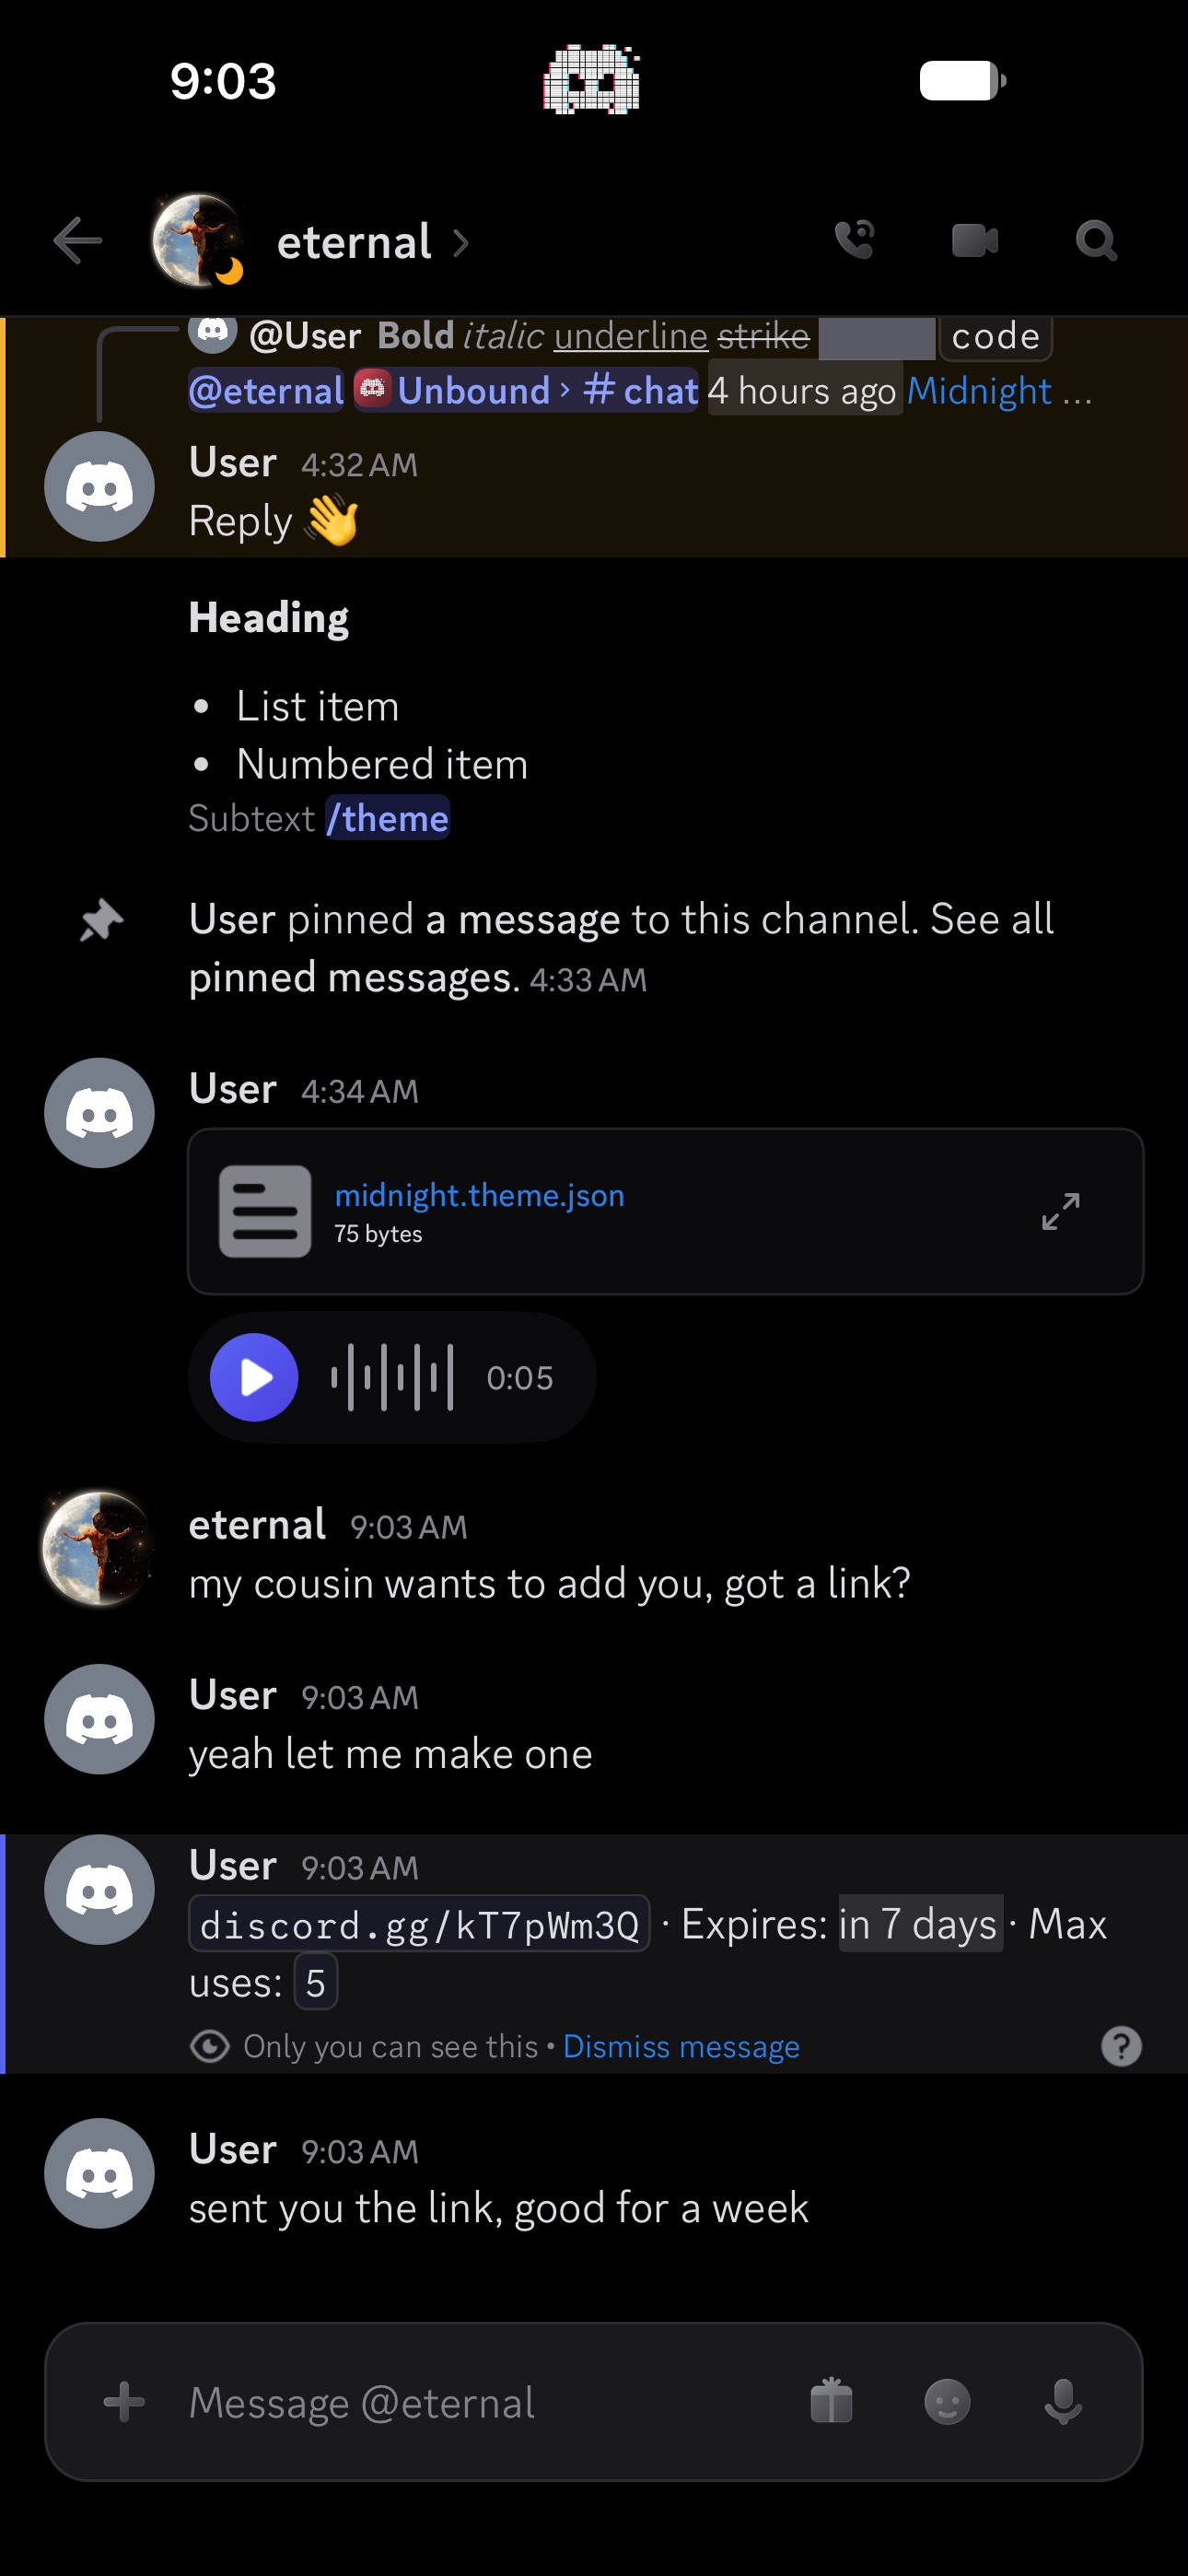 9:03
eternal
@User Bold italic underline strike code
@eternal Unbound › # chat 4 hours ago Midnight ...
User 4:32 AM
Reply 👋
Heading
• List item
• Numbered item
Subtext /theme
User pinned a message to this channel. See all
pinned messages. 4:33 AM
User 4:34 AM
midnight.theme.json
75 bytes
0:05
eternal 9:03 AM
my cousin wants to add you, got a link?
User 9:03 AM
yeah let me make one
User 9:03 AM
discord.gg/kT7pWm3Q · Expires: in 7 days · Max
uses: 5
Only you can see this • Dismiss message
?
User 9:03 AM
sent you the link, good for a week
Message @eternal